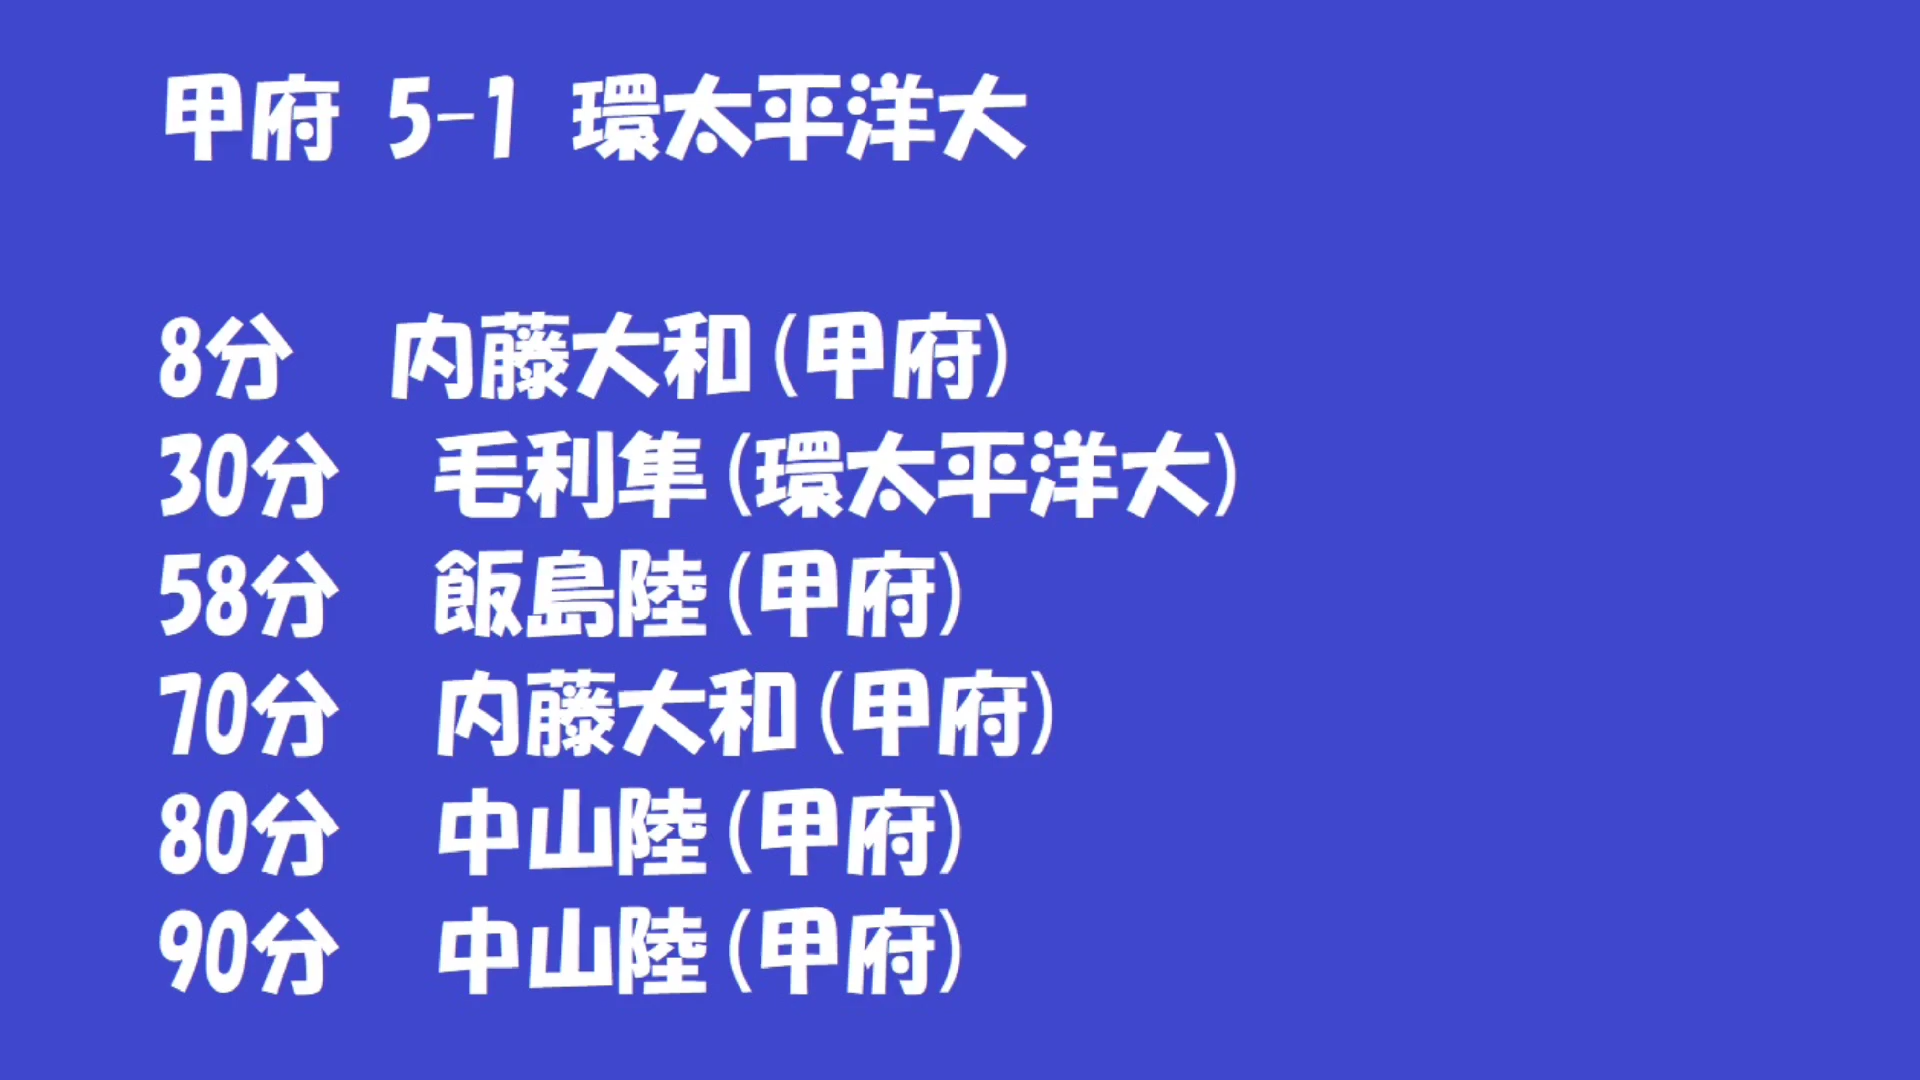 甲府 5-1 環太平洋大
8分 内藤大和(甲府)
30分 毛利隼(環太平洋大)
58分 飯島陸(甲府)
70分 内藤大和(甲府)
80分 中山陸(甲府)
90分 中山陸(甲府)